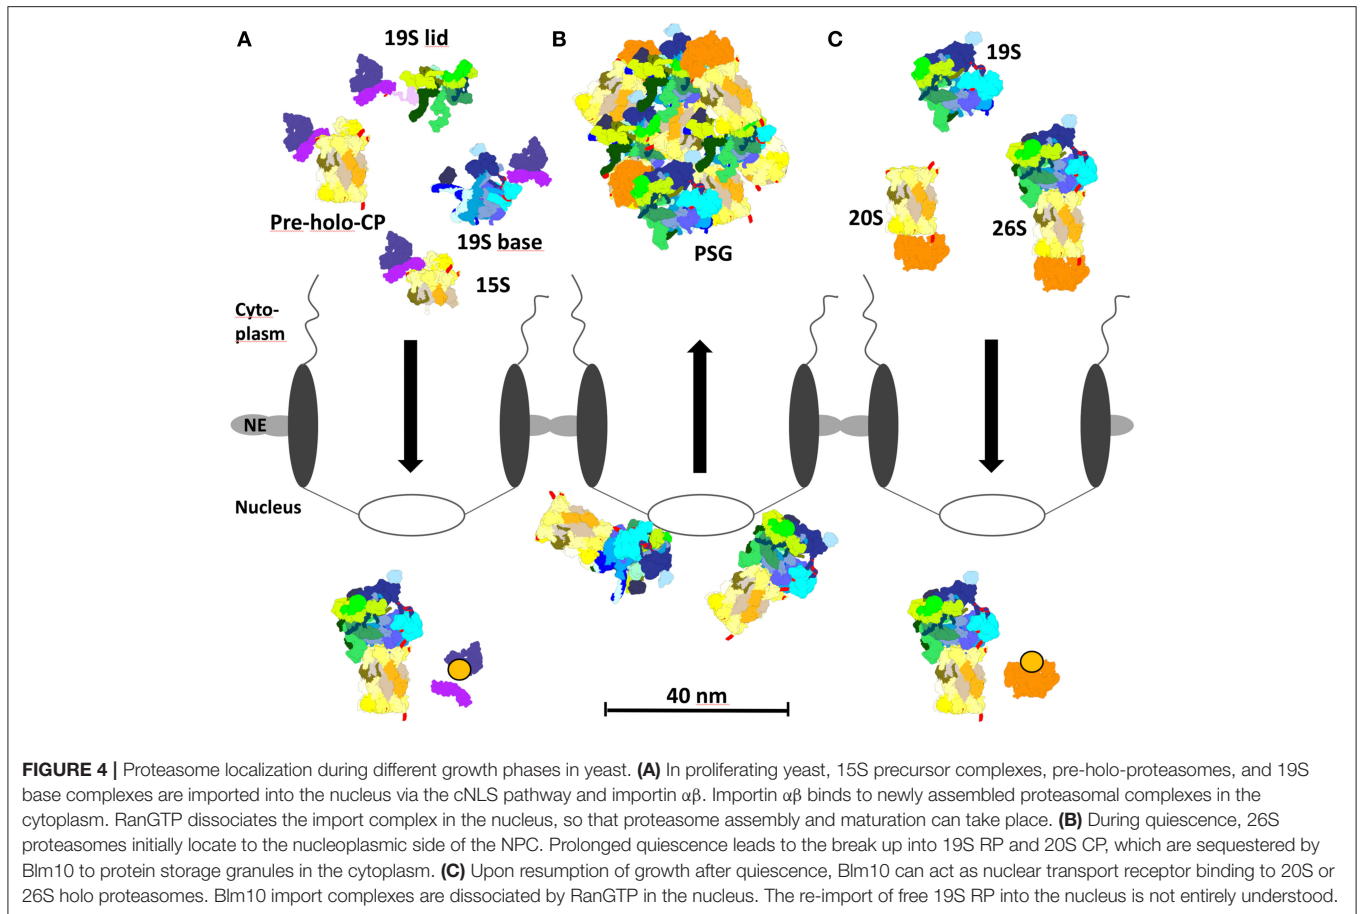 A
19S lid
Pre-holo-CP
19S base
15S
B
PSG
C
19S
20S
26S
Cyto-
plasm
NE
Nucleus
40 nm
FIGURE 4 | Proteasome localization during different growth phases in yeast. (A) In proliferating yeast, 15S precursor complexes, pre-holo-proteasomes, and 19S
base complexes are imported into the nucleus via the cNLS pathway and importin αβ. Importin αβ binds to newly assembled proteasomal complexes in the
cytoplasm. RanGTP dissociates the import complex in the nucleus, so that proteasome assembly and maturation can take place. (B) During quiescence, 26S
proteasomes initially locate to the nucleoplasmic side of the NPC. Prolonged quiescence leads to the break up into 19S RP and 20S CP, which are sequestered by
Blm10 to protein storage granules in the cytoplasm. (C) Upon resumption of growth after quiescence, Blm10 can act as nuclear transport receptor binding to 20S or
26S holo proteasomes. Blm10 import complexes are dissociated by RanGTP in the nucleus. The re-import of free 19S RP into the nucleus is not entirely understood.